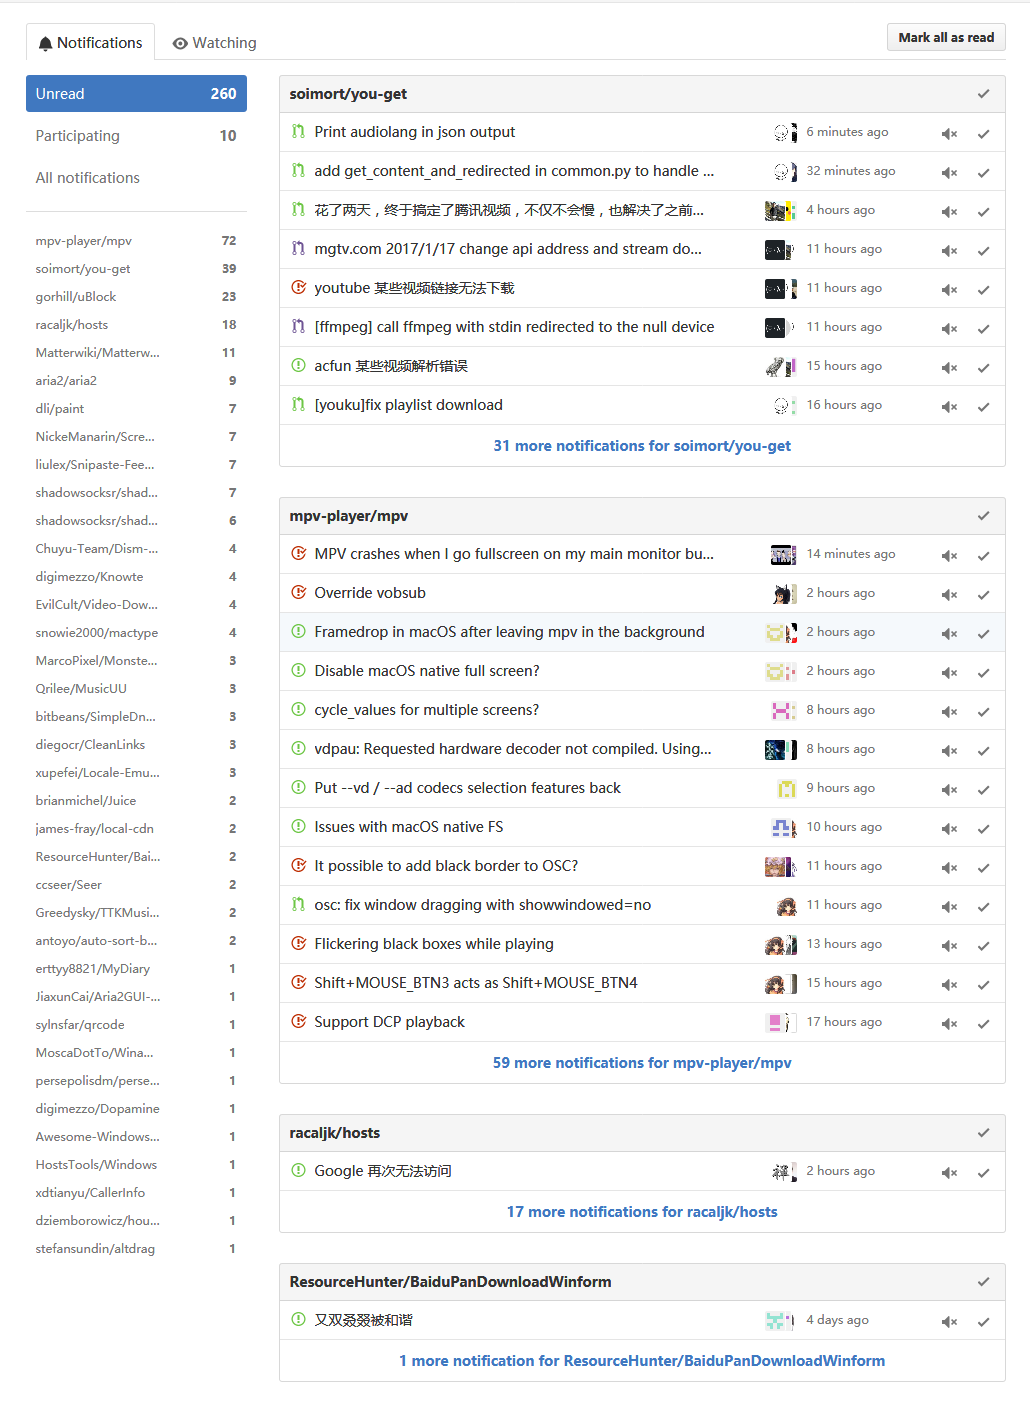 Notifications
Watching
Mark all as read
Unread 260
Participating 10
All notifications
mpv-player/mpv 72
soimort/you-get 39
gorhill/uBlock 23
racaljk/hosts 18
Matterwiki/Matterw... 11
aria2/aria2 9
dli/paint 7
NickeManarin/Scre... 7
liulex/Snipaste-Fee... 7
shadowsocksr/shad... 7
shadowsocksr/shad... 6
Chuyu-Team/Dism-... 4
digimezzo/Knowte 4
EvilCult/Video-Dow... 4
snowie2000/mactype 4
MarcoPixel/Monste... 3
Qrilee/MusicUU 3
bitbeans/SimpleDn... 3
diegocr/CleanLinks 3
xupefei/Locale-Emu... 3
brianmichel/Juice 2
james-fray/local-cdn 2
ResourceHunter/Bai... 2
ccseer/Seer 2
Greedysky/TTKMusi... 2
antoyo/auto-sort-b... 2
erttyy8821/MyDiary 1
JiaxunCai/Aria2GUI-... 1
sylnsfar/qrcode 1
MoscaDotTo/Wina... 1
persepolisdm/perse... 1
digimezzo/Dopamine 1
Awesome-Windows... 1
HostsTools/Windows 1
xdtianyu/CallerInfo 1
dziemborowicz/hou... 1
stefansundin/altdrag 1
soimort/you-get
Print audiolang in json output 6 minutes ago
add get_content_and_redirected in common.py to handle ... 32 minutes ago
花了两天，终于搞定了腾讯视频，不仅不会慢，也解决了之前... 4 hours ago
mgtv.com 2017/1/17 change api address and stream do... 11 hours ago
youtube 某些视频链接无法下载 11 hours ago
[ffmpeg] call ffmpeg with stdin redirected to the null device 11 hours ago
acfun 某些视频解析错误 15 hours ago
[youku]fix playlist download 16 hours ago
31 more notifications for soimort/you-get
mpv-player/mpv
MPV crashes when I go fullscreen on my main monitor bu... 14 minutes ago
Override vobsub 2 hours ago
Framedrop in macOS after leaving mpv in the background 2 hours ago
Disable macOS native full screen? 2 hours ago
cycle_values for multiple screens? 8 hours ago
vdpau: Requested hardware decoder not compiled. Using... 8 hours ago
Put --vd / --ad codecs selection features back 9 hours ago
Issues with macOS native FS 10 hours ago
It possible to add black border to OSC? 11 hours ago
osc: fix window dragging with showwindowed=no 11 hours ago
Flickering black boxes while playing 13 hours ago
Shift+MOUSE_BTN3 acts as Shift+MOUSE_BTN4 15 hours ago
Support DCP playback 17 hours ago
59 more notifications for mpv-player/mpv
racaljk/hosts
Google 再次无法访问 2 hours ago
17 more notifications for racaljk/hosts
ResourceHunter/BaiduPanDownloadWinform
又双叒叕被和谐 4 days ago
1 more notification for ResourceHunter/BaiduPanDownloadWinform